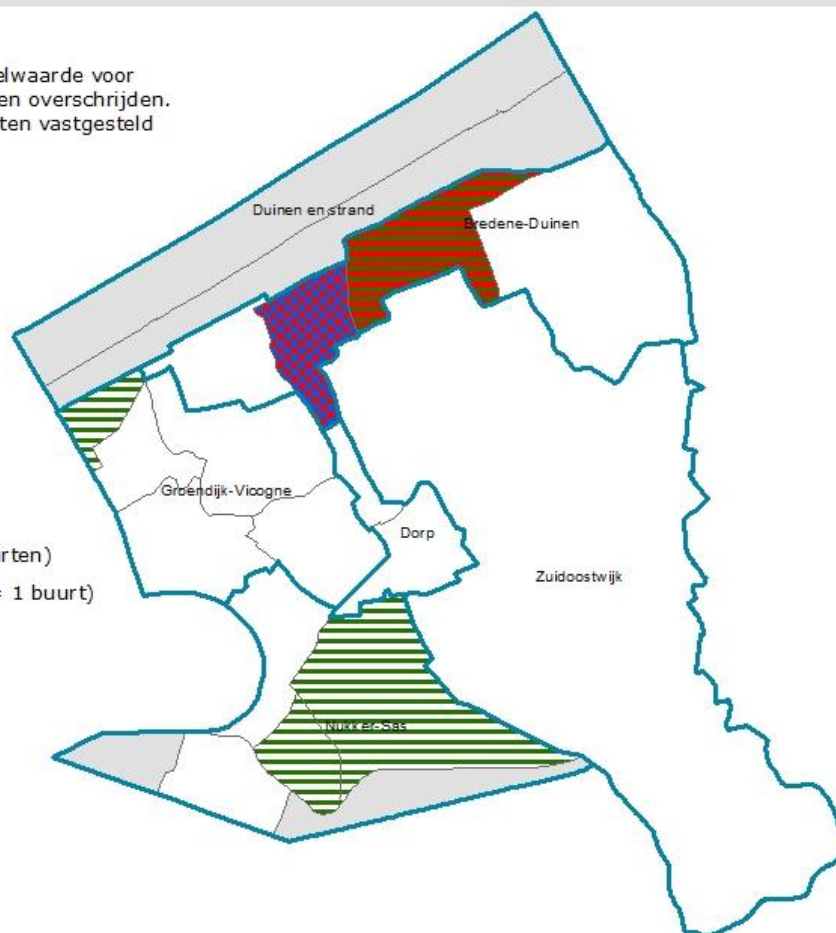 elwaarde voor
en overschrijden.
ten vastgesteld
Duinen en strand
Bredene-Duinen
Groendijk-Vicogne
Dorp
rten)
Zuidoostwijk
1 buurt)
Nukker-Sas